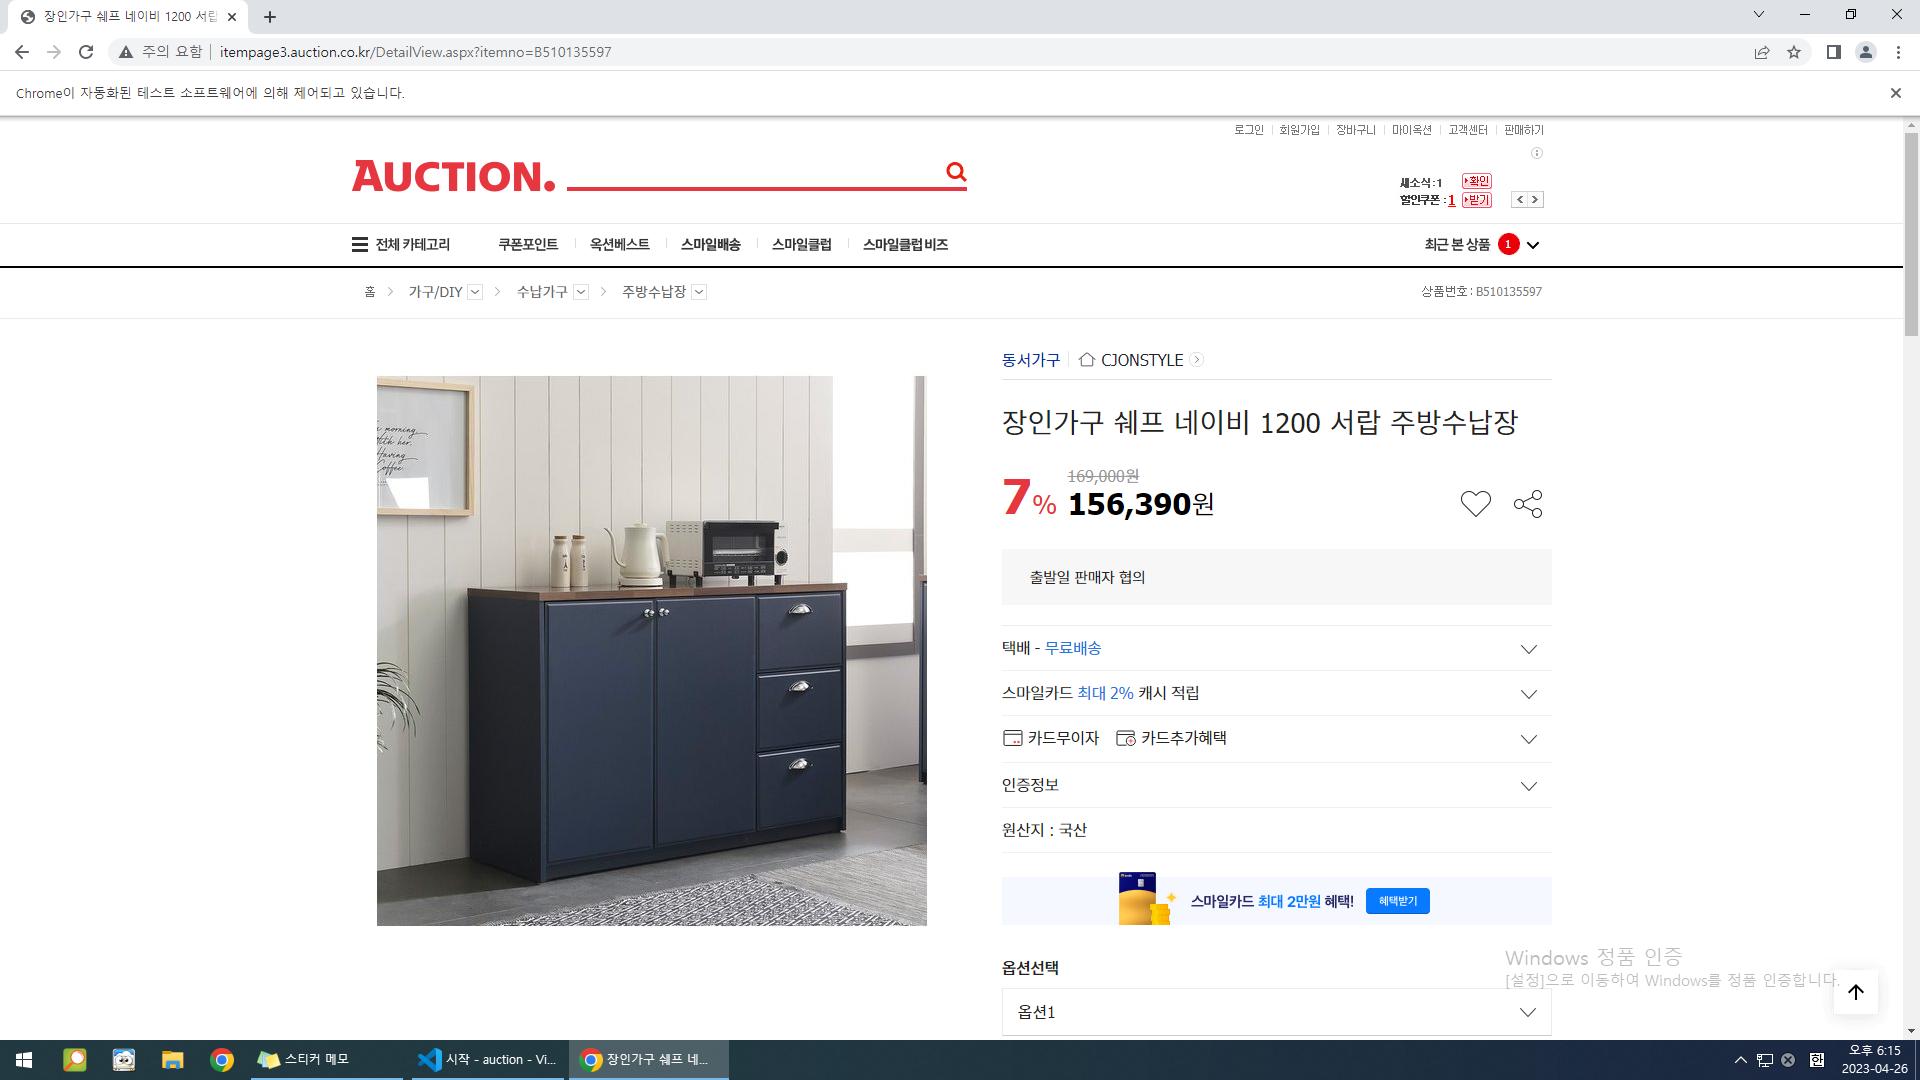 장인가구 쉐프 네이비 1200 서랍
주의 요함 itempage3.auction.co.kr/DetailView.aspx?itemno=B510135597
Chrome이 자동화된 테스트 소프트웨어에 의해 제어되고 있습니다.
로그인 회원가입 장바구니 마이옥션 고객센터 판매하기
AUCTION.
새소식:1 확인
할인쿠폰:1 받기
전체 카테고리 쿠폰포인트 옥션베스트 스마일배송 스마일클럽 스마일클럽 비즈 최근 본 상품 1
홈 가구/DIY 수납가구 주방수납장 상품번호 : B510135597
동서가구 CJONSTYLE
장인가구 쉐프 네이비 1200 서랍 주방수납장
169,000원
7% 156,390원
morning,
with her,
Having
Coffee.
출발일 판매자 협의
택배 - 무료배송
스마일카드 최대 2% 캐시 적립
카드무이자 카드추가혜택
인증정보
원산지 : 국산
스마일카드 최대 2만원 혜택! 혜택받기
옵션선택
옵션1
Windows 정품 인증
[설정]으로 이동하여 Windows를 정품 인증합니다.
스티커 메모 시작 - auction - Vi... 장인가구 쉐프 네... 한 오후 6:15
2023-04-26